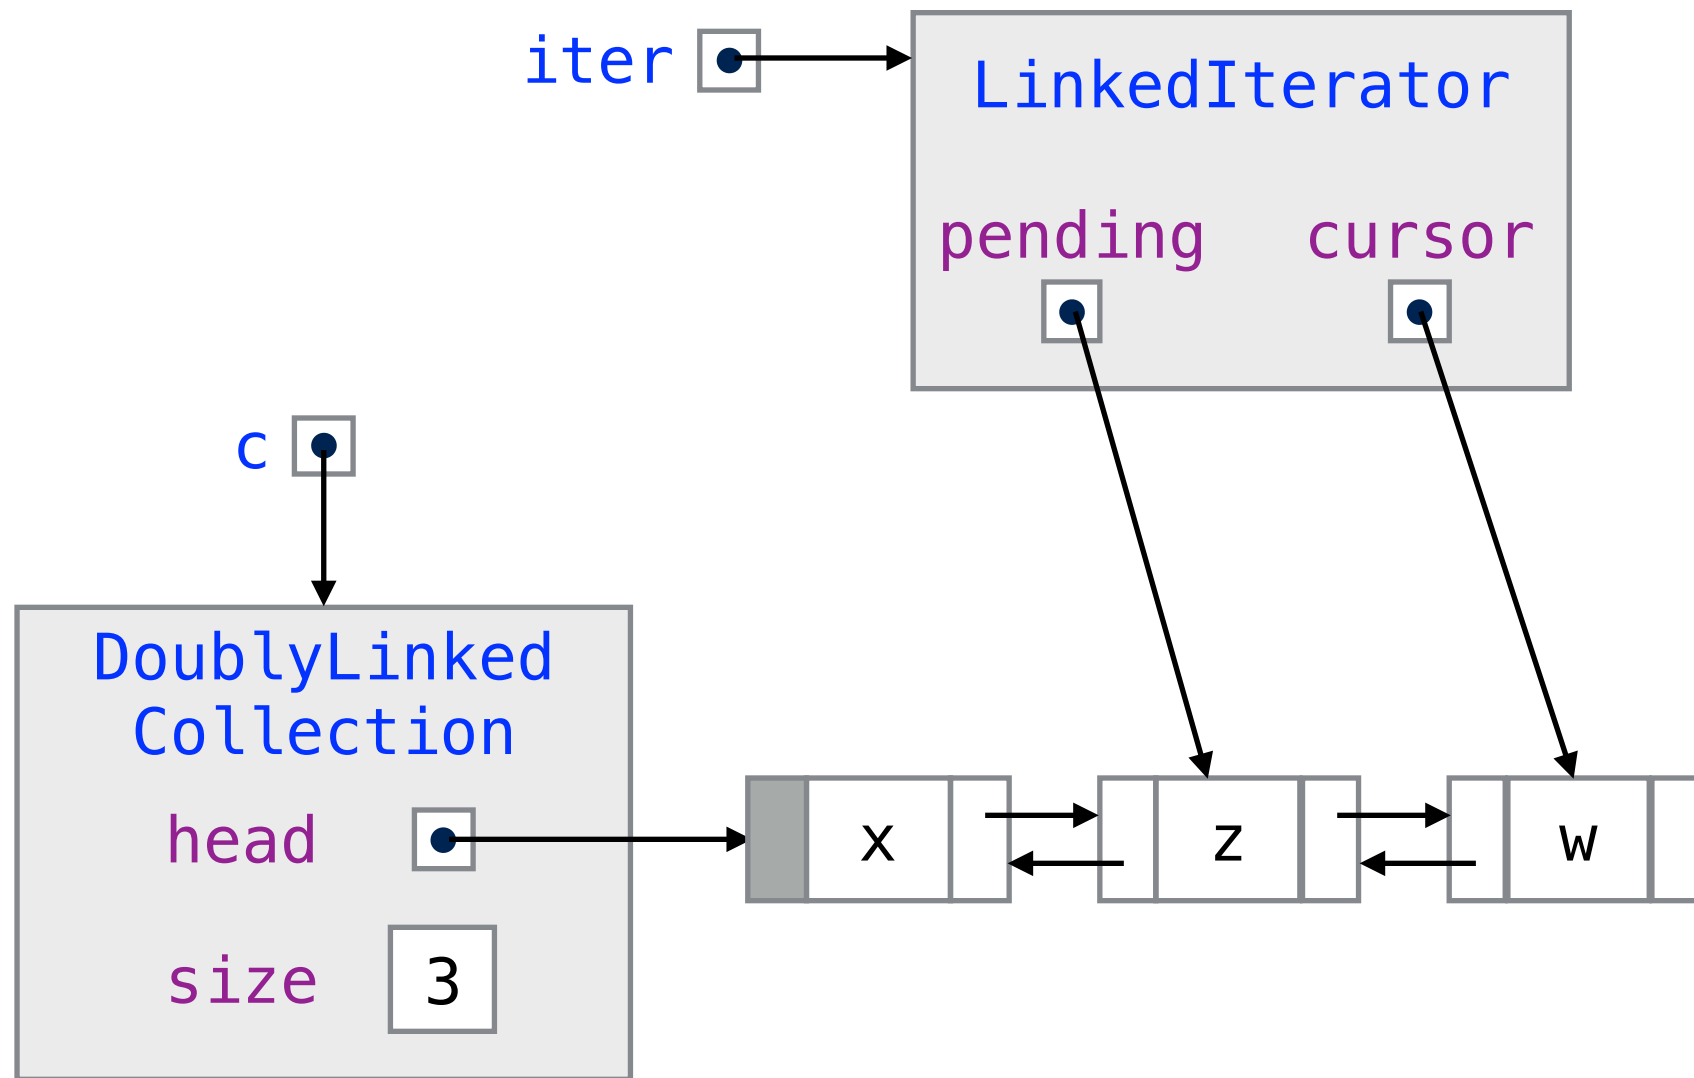 iter
LinkedIterator
pending cursor
c
DoublyLinked
Collection
head
x z w
size 3